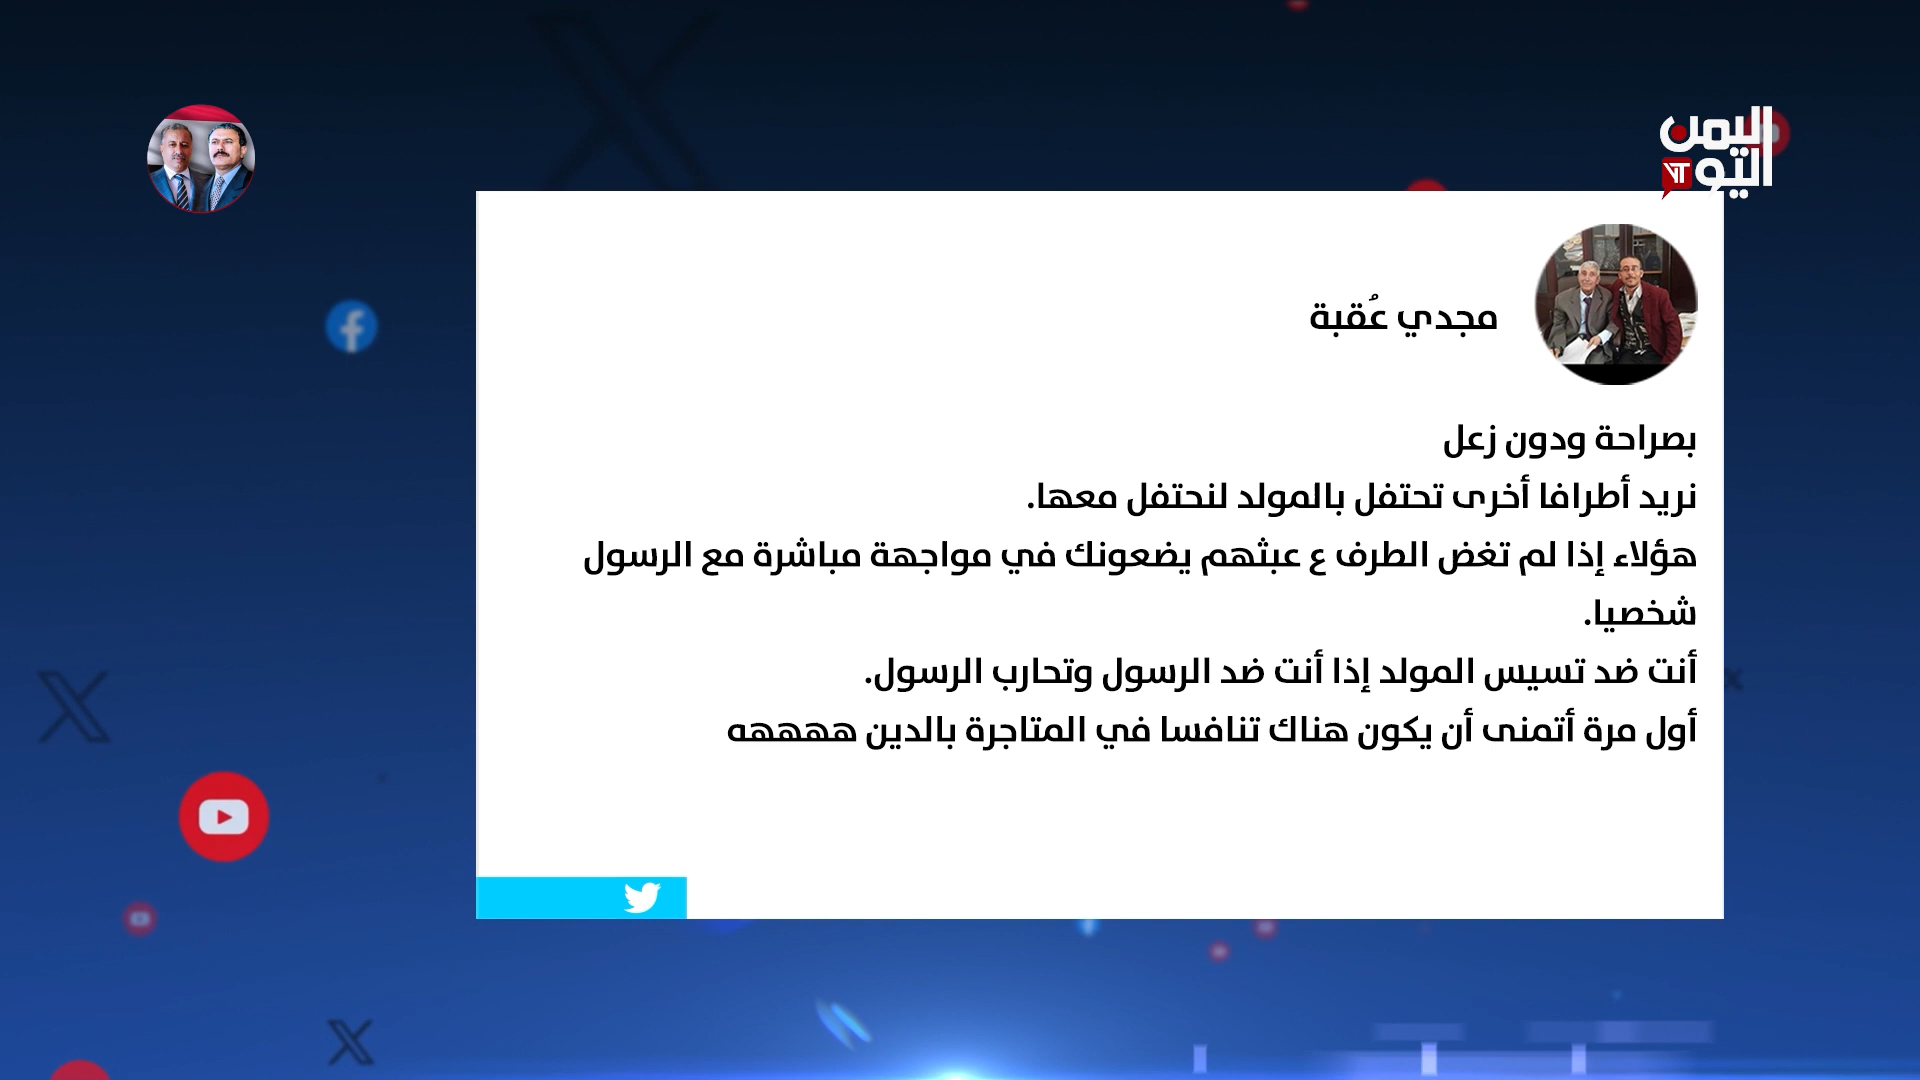 اليمن
اليوم
YT
مجدي عُقبة
بصراحة ودون زعل
نريد أطرافا أخرى تحتفل بالمولد لنحتفل معها.
هؤلاء إذا لم تغض الطرف ع عبثهم يضعونك في مواجهة مباشرة مع الرسول
شخصيا.
أنت ضد تسيس المولد إذا أنت ضد الرسول وتحارب الرسول.
أول مرة أتمنى أن يكون هناك تنافسا في المتاجرة بالدين ههههه